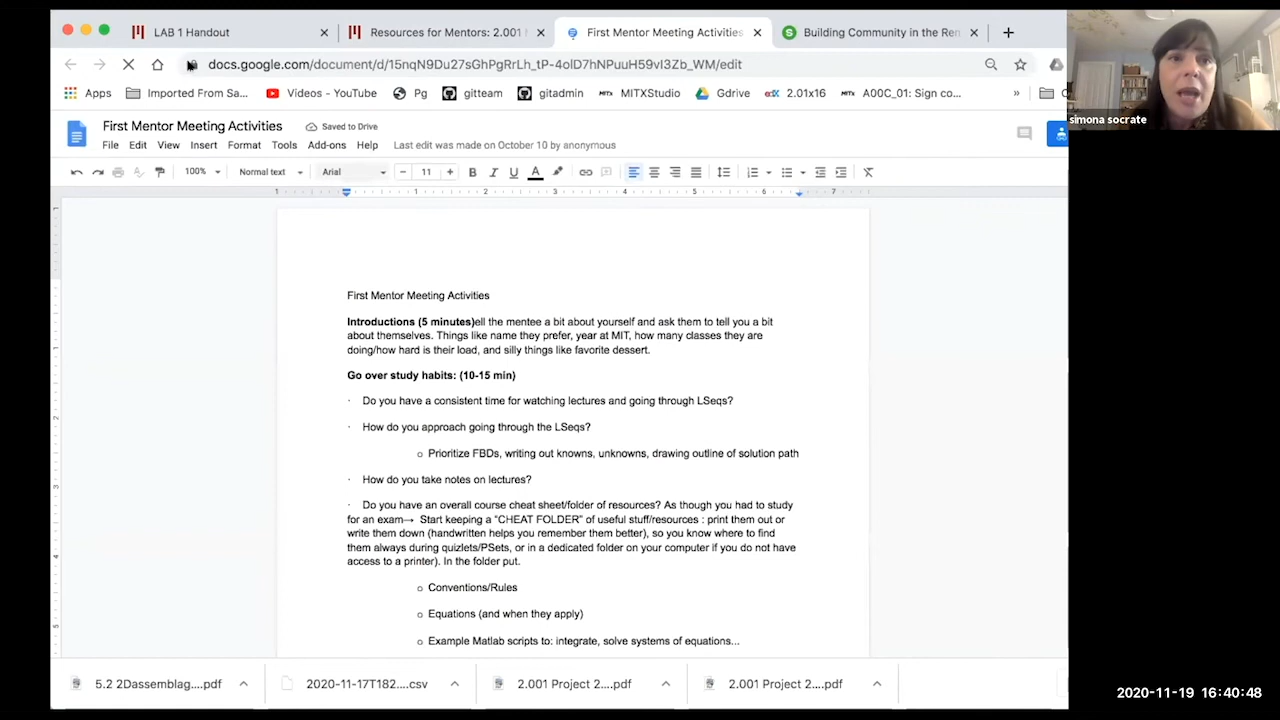 LAB 1 Handout
Resources for Mentors: 2.001
First Mentor Meeting Activities
Building Community in the Ren
docs.google.com/document/d/15nqN9Du27sGhPgRrLh_tP-4olD7hNPuuH59vI3Zb_WM/edit
Apps
Imported From Sa...
Videos - YouTube
Pg
gitteam
gitadmin
MITx
MITXStudio
Gdrive
edX
2.01x16
MITx
A00C_01: Sign co...
»
simona socrate
First Mentor Meeting Activities
Saved to Drive
File Edit View Insert Format Tools Add-ons Help
Last edit was made on October 10 by anonymous
100%
Normal text
Arial
11
B I U A
1 1 2 3 4 5 6 7
First Mentor Meeting Activities
Introductions (5 minutes)ell the mentee a bit about yourself and ask them to tell you a bit
about themselves. Things like name they prefer, year at MIT, how many classes they are
doing/how hard is their load, and silly things like favorite dessert.
Go over study habits: (10-15 min)
· Do you have a consistent time for watching lectures and going through LSeqs?
· How do you approach going through the LSeqs?
o Prioritize FBDs, writing out knowns, unknowns, drawing outline of solution path
· How do you take notes on lectures?
· Do you have an overall course cheat sheet/folder of resources? As though you had to study
for an exam→ Start keeping a "CHEAT FOLDER" of useful stuff/resources : print them out or
write them down (handwritten helps you remember them better), so you know where to find
them always during quizlets/PSets, or in a dedicated folder on your computer if you do not have
access to a printer). In the folder put.
o Conventions/Rules
o Equations (and when they apply)
o Example Matlab scripts to: integrate, solve systems of equations...
5.2 2Dassemblag....pdf
2020-11-17T182....csv
2.001 Project 2....pdf
2.001 Project 2....pdf
2020-11-19 16:40:48